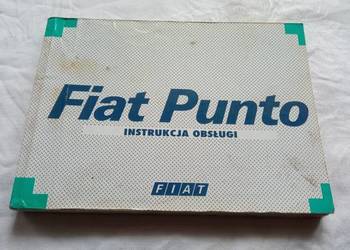 Fiat Punto
INSTRUKCJA OBSŁUGI
FIAT